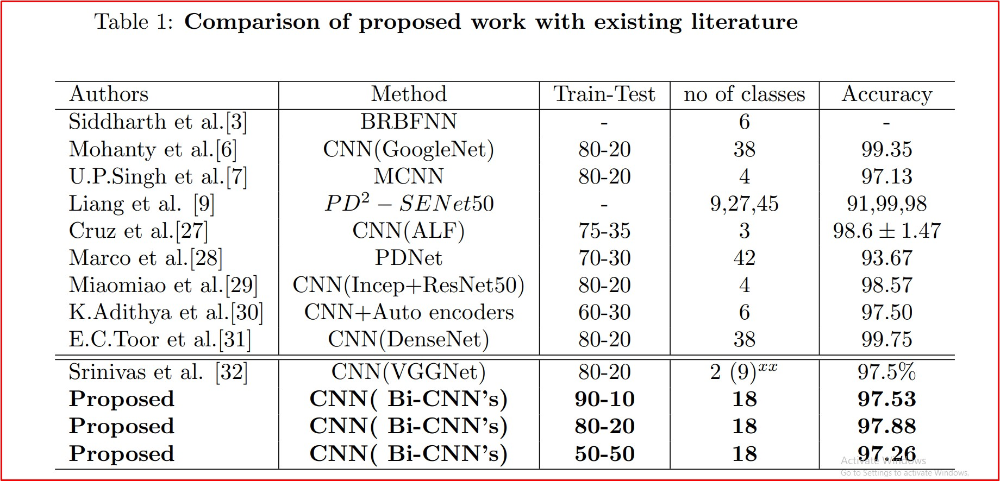 Table 1: Comparison of proposed work with existing literature
Authors Method Train-Test no of classes Accuracy
Siddharth et al.[3] BRBFNN - 6 -
Mohanty et al.[6] CNN(GoogleNet) 80-20 38 99.35
U.P.Singh et al.[7] MCNN 80-20 4 97.13
Liang et al. [9] PD² − SENet50 - 9,27,45 91,99,98
Cruz et al.[27] CNN(ALF) 75-35 3 98.6 ± 1.47
Marco et al.[28] PDNet 70-30 42 93.67
Miaomiao et al.[29] CNN(Incep+ResNet50) 80-20 4 98.57
K.Adithya et al.[30] CNN+Auto encoders 60-30 6 97.50
E.C.Toor et al.[31] CNN(DenseNet) 80-20 38 99.75
Srinivas et al. [32] CNN(VGGNet) 80-20 2 (9)ˣˣ 97.5%
Proposed CNN( Bi-CNN's) 90-10 18 97.53
Proposed CNN( Bi-CNN's) 80-20 18 97.88
Proposed CNN( Bi-CNN's) 50-50 18 97.26
Activate Windows
Go to Settings to activate Windows.